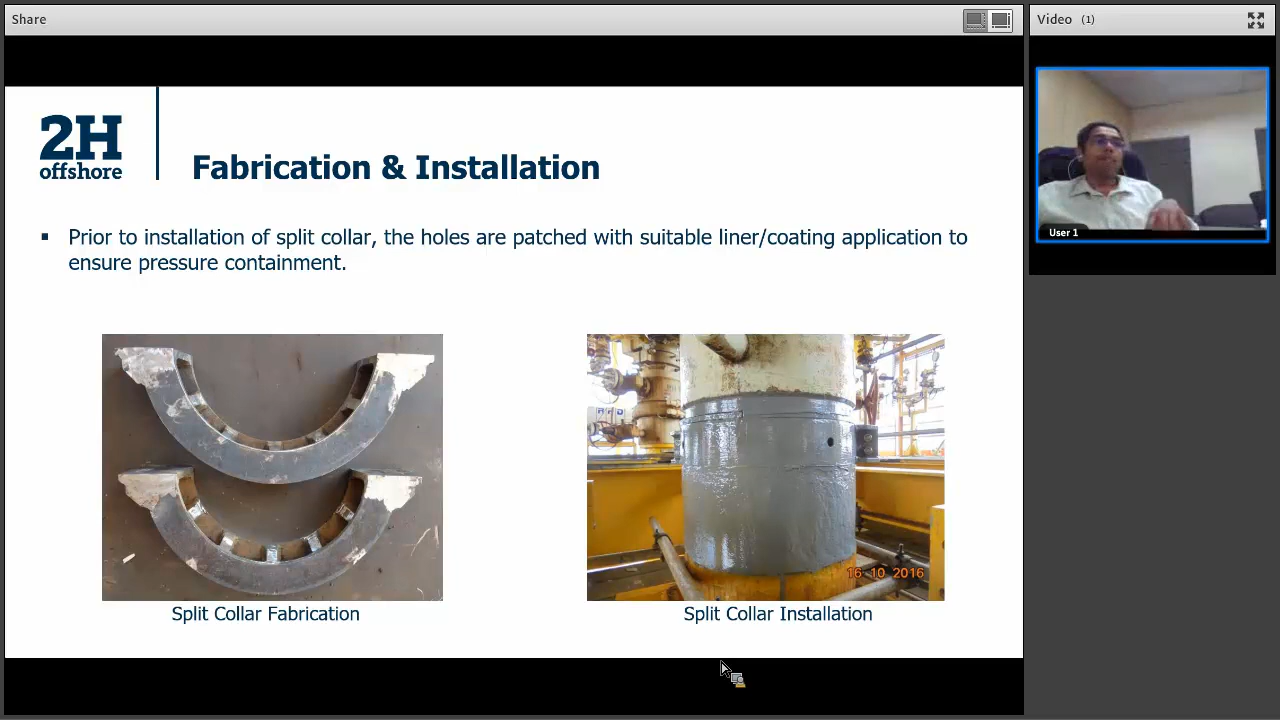 Share
Video (1)
2H
offshore
Fabrication & Installation
▪ Prior to installation of split collar, the holes are patched with suitable liner/coating application to
ensure pressure containment.
16 10 2016
Split Collar Fabrication
Split Collar Installation
User 1